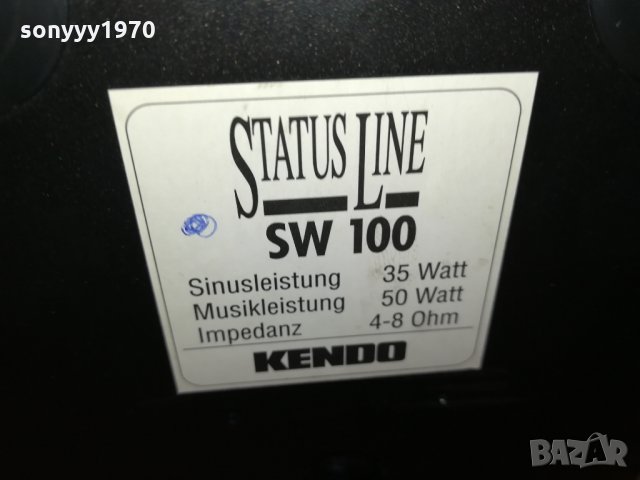 sonyyy1970
STATUS LINE
SW 100
Sinusleistung 35 Watt
Musikleistung 50 Watt
Impedanz 4-8 Ohm
KENDO
BAZAR